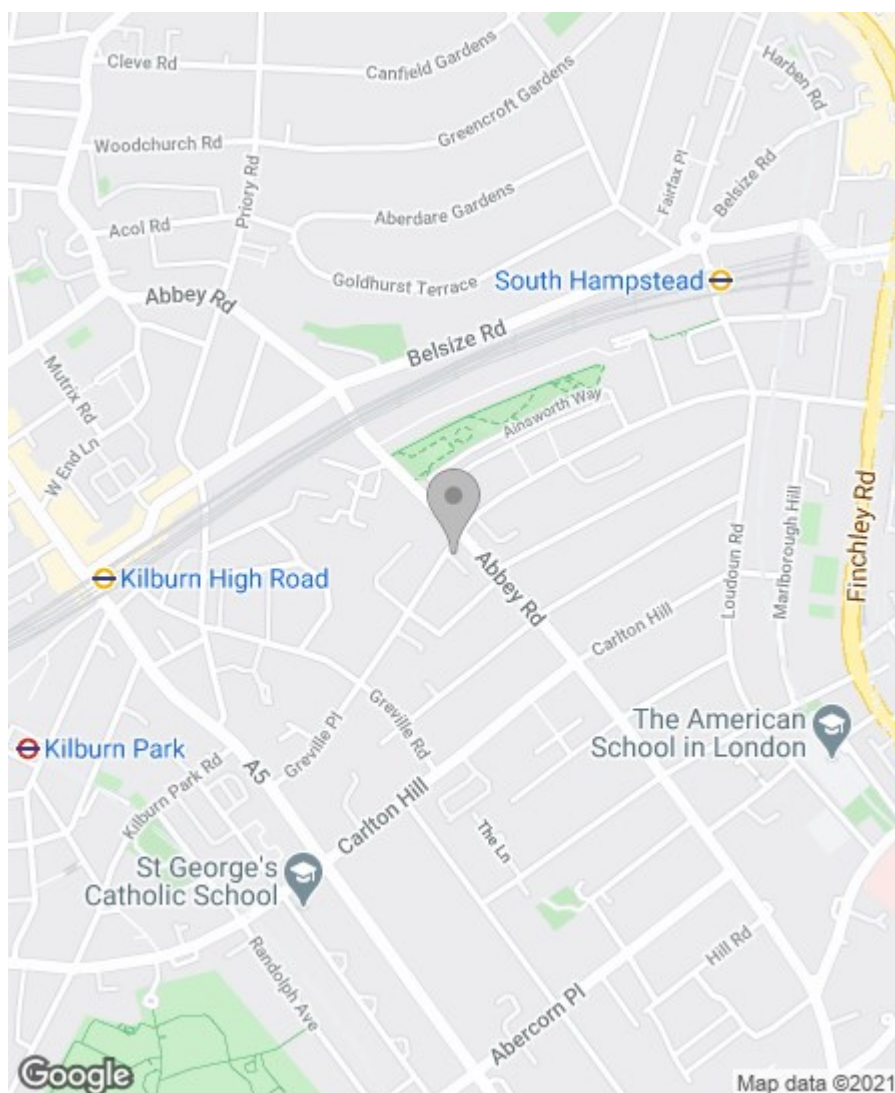 Cleve Rd
Canfield Gardens
Harben Rd
Greencroft Gardens
Woodchurch Rd
Priory Rd
Fairfax Pl
Belsize Rd
Aberdare Gardens
Acol Rd
Goldhurst Terrace
South Hampstead
Abbey Rd
Belsize Rd
Mutrix Rd
Ainsworth Way
W End Ln
Marlborough Hill
Finchley Rd
Loudoun Rd
Kilburn High Road
Abbey Rd
Carlton Hill
Greville Rd
The American
School in London
Kilburn Park
Greville Pl
A5
Kilburn Park Rd
Carlton Hill
The Ln
St George's
Catholic School
Hill Rd
Randolph Ave
Abercorn Pl
Google
Map data ©2021